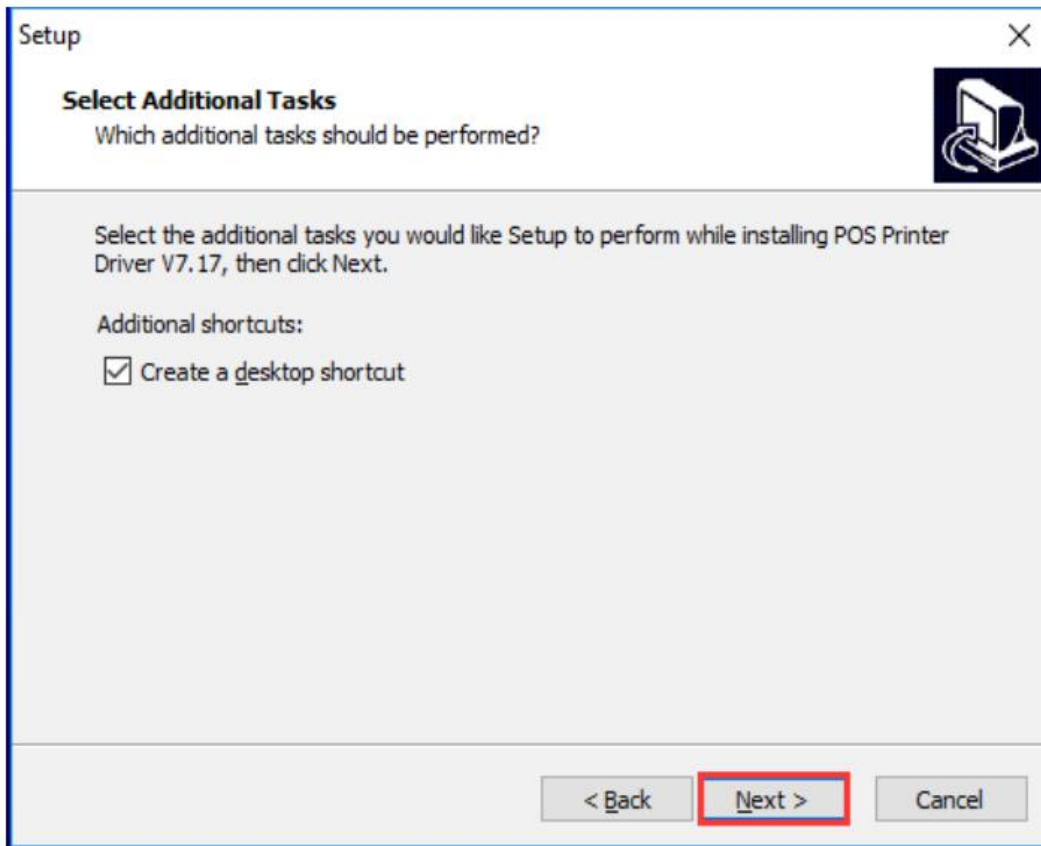 Setup
Select Additional Tasks
Which additional tasks should be performed?
Select the additional tasks you would like Setup to perform while installing POS Printer
Driver V7.17, then click Next.
Additional shortcuts:
Create a desktop shortcut
< Back
Next >
Cancel